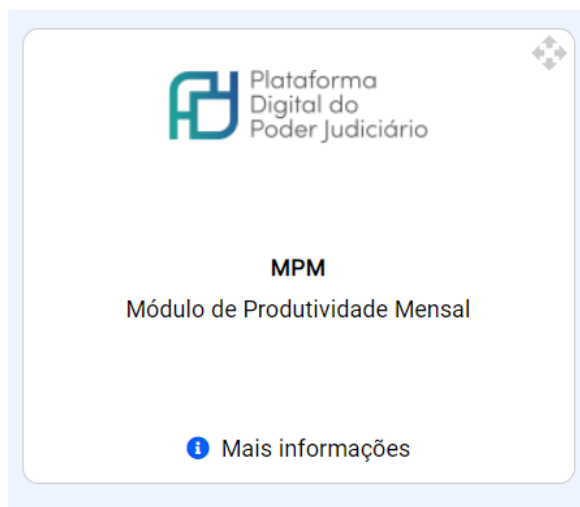 Plataforma
Digital do
Poder Judiciário
MPM
Módulo de Produtividade Mensal
Mais informações